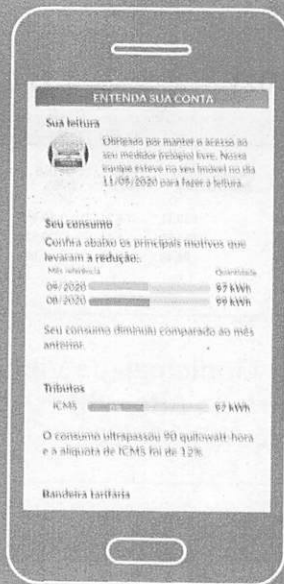 ENTENDA SUA CONTA
Sua leitura
Obrigado por manter o acesso ao
seu medidor (relógio) livre. Nossa
equipe esteve no seu imóvel no dia
11/09/2020 para fazer a leitura.
Seu consumo
Confira abaixo os principais motivos que
levaram à redução:
Mês referência Quantidade
09/2020 97 kWh
08/2020 99 kWh
Seu consumo diminuiu comparado ao mês
anterior.
Tributos
ICMS 97 kWh
O consumo ultrapassou 90 quilowatt-hora
e a alíquota de ICMS foi de 12%.
Bandeira tarifária